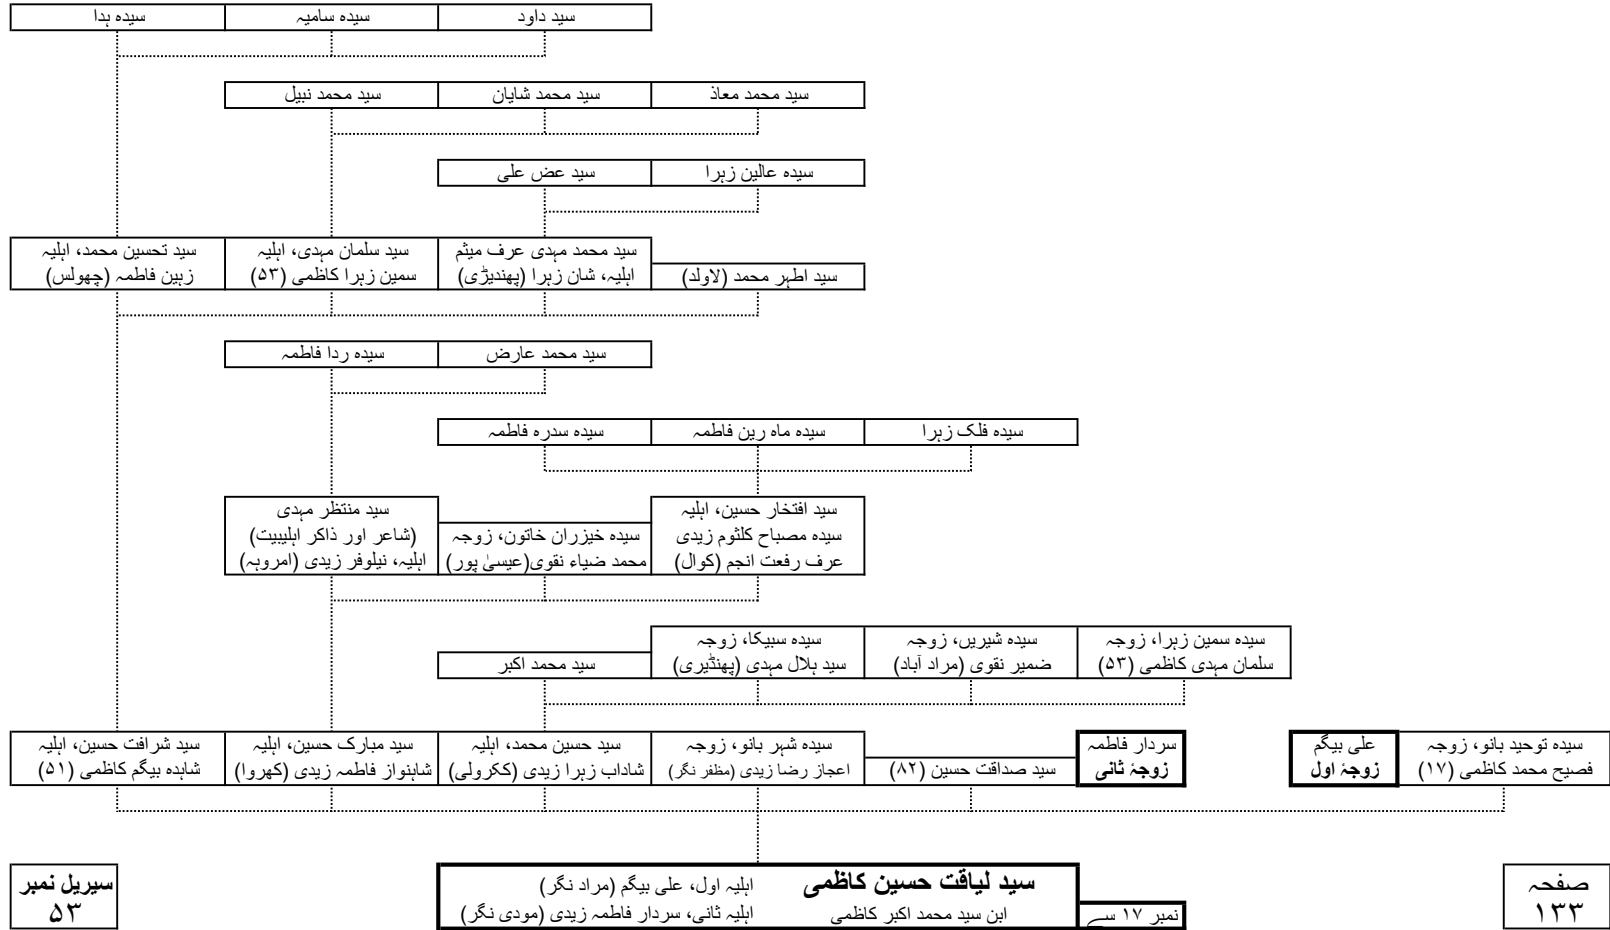 سید داود
سیدہ سامیہ
سیدہ ہدا
سید محمد معاذ
سید محمد شایان
سید محمد نبیل
سیدہ عالین زہرا
سید عض علی
سید اطہر محمد (لاولد)
سید محمد مہدی عرف میثم
اہلیہ، شان زہرا (پھندیڑی)
سید سلمان مہدی، اہلیہ
سمین زہرا کاظمی (۵۳)
سید تحسین محمد، اہلیہ
زہین فاطمہ (چھولس)
سید محمد عارض
سیدہ ردا فاطمہ
سیدہ فلک زہرا
سیدہ ماہ رین فاطمہ
سیدہ سدرہ فاطمہ
سید افتخار حسین، اہلیہ
سیدہ مصباح کلثوم زیدی
عرف رفعت انجم (کوال)
سیدہ خیزران خاتون، زوجہ
محمد ضیاء نقوی(عیسیٰ پور)
سید منتظر مہدی
(شاعر اور ذاکر اہلیبیت)
اہلیہ، نیلوفر زیدی (امروہہ)
سیدہ سمین زہرا، زوجہ
سلمان مہدی کاظمی (۵۳)
سیدہ شیریں، زوجہ
ضمیر نقوی (مراد آباد)
سیدہ سبیکا، زوجہ
سید ہلال مہدی (پھنڈیری)
سید محمد اکبر
سیدہ توحید بانو، زوجہ
فصیح محمد کاظمی (۱۷)
علی بیگم
زوجۂ اول
سردار فاطمہ
زوجۂ ثانی
سید صداقت حسین (۸۲)
سیدہ شہر بانو، زوجہ
اعجاز رضا زیدی (مظفر نگر)
سید حسین محمد، اہلیہ
شاداب زہرا زیدی (ککرولی)
سید مبارک حسین، اہلیہ
شاہنواز فاطمہ زیدی (کھروا)
سید شرافت حسین، اہلیہ
شاہدہ بیگم کاظمی (۵۱)
صفحہ
۱۳۳
نمبر ۱۷ سے
سید لیاقت حسین کاظمی
ابن سید محمد اکبر کاظمی
اہلیہ اول، علی بیگم (مراد نگر)
اہلیہ ثانی، سردار فاطمہ زیدی (مودی نگر)
سیریل نمبر
۵۳